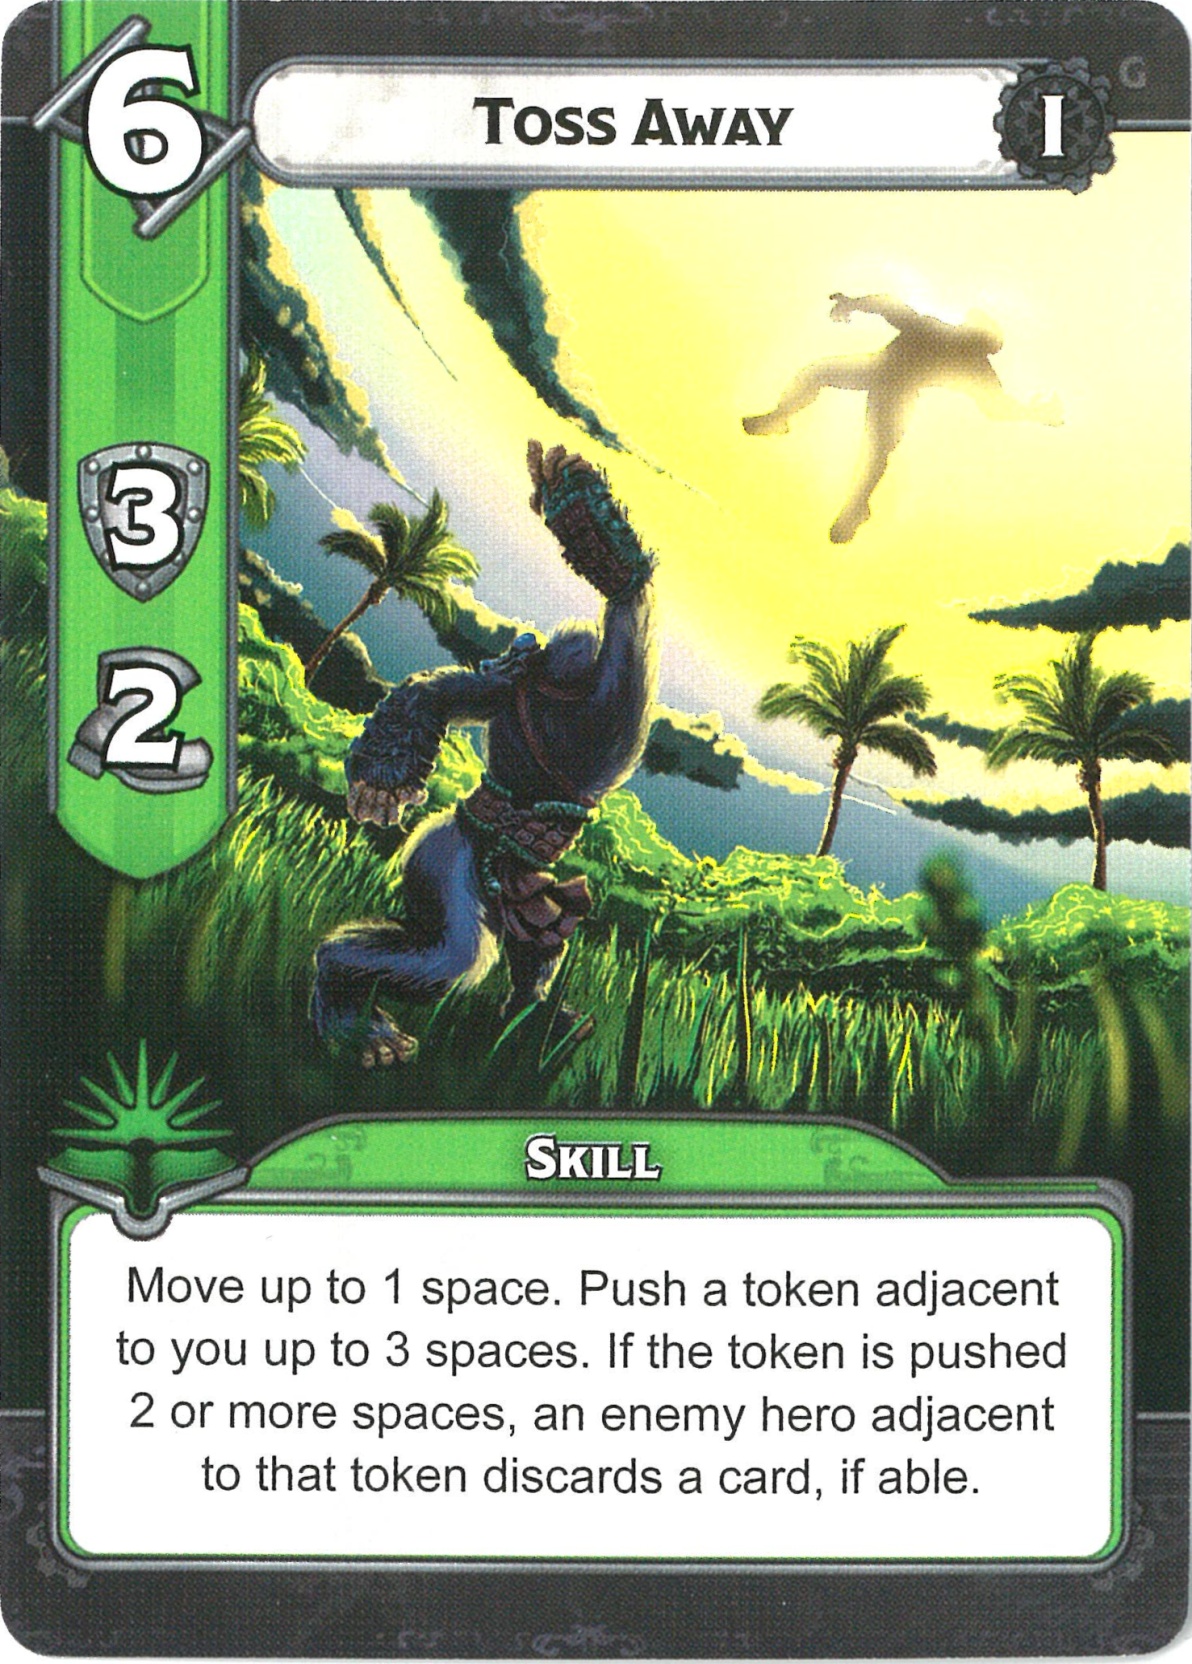 6
TOSS AWAY
I
G
3
2
SKILL
Move up to 1 space. Push a token adjacent
to you up to 3 spaces. If the token is pushed
2 or more spaces, an enemy hero adjacent
to that token discards a card, if able.